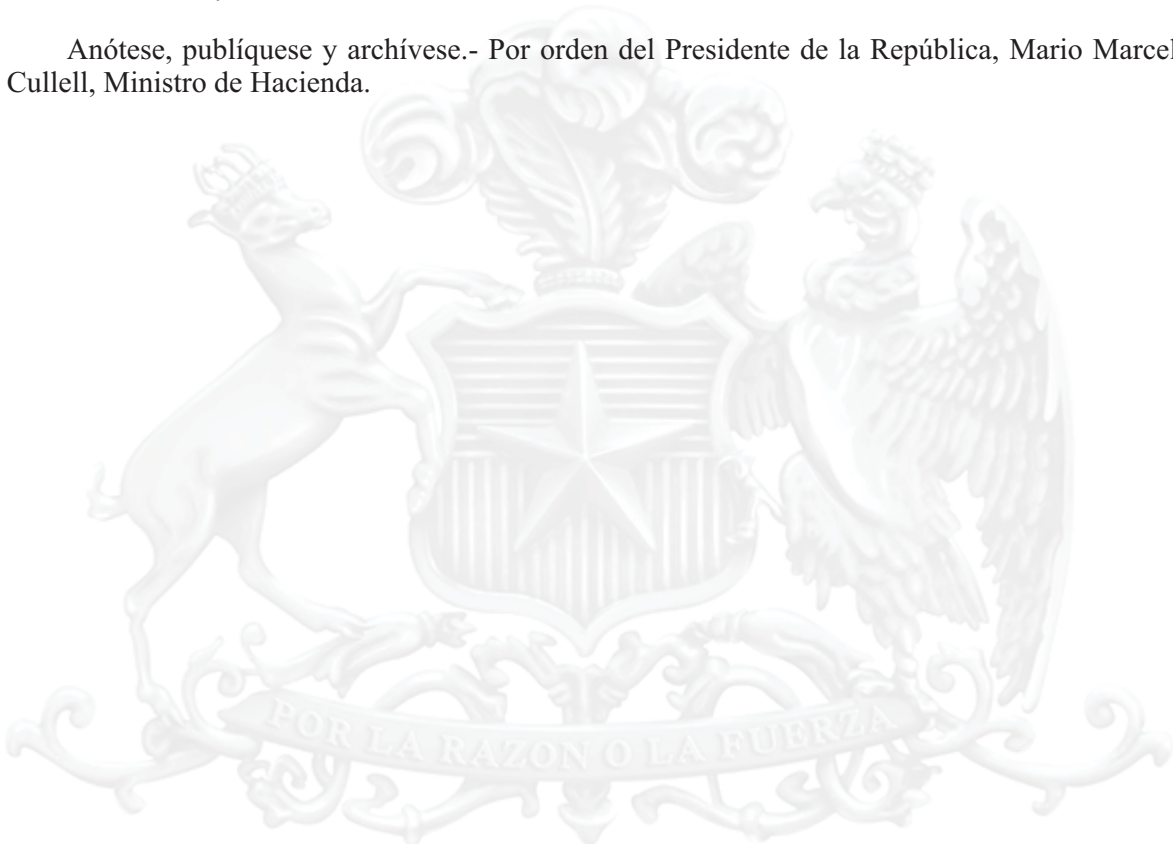 Anótese, publíquese y archívese.- Por orden del Presidente de la República, Mario Marcel
Cullell, Ministro de Hacienda.
POR LA RAZON O LA FUERZA